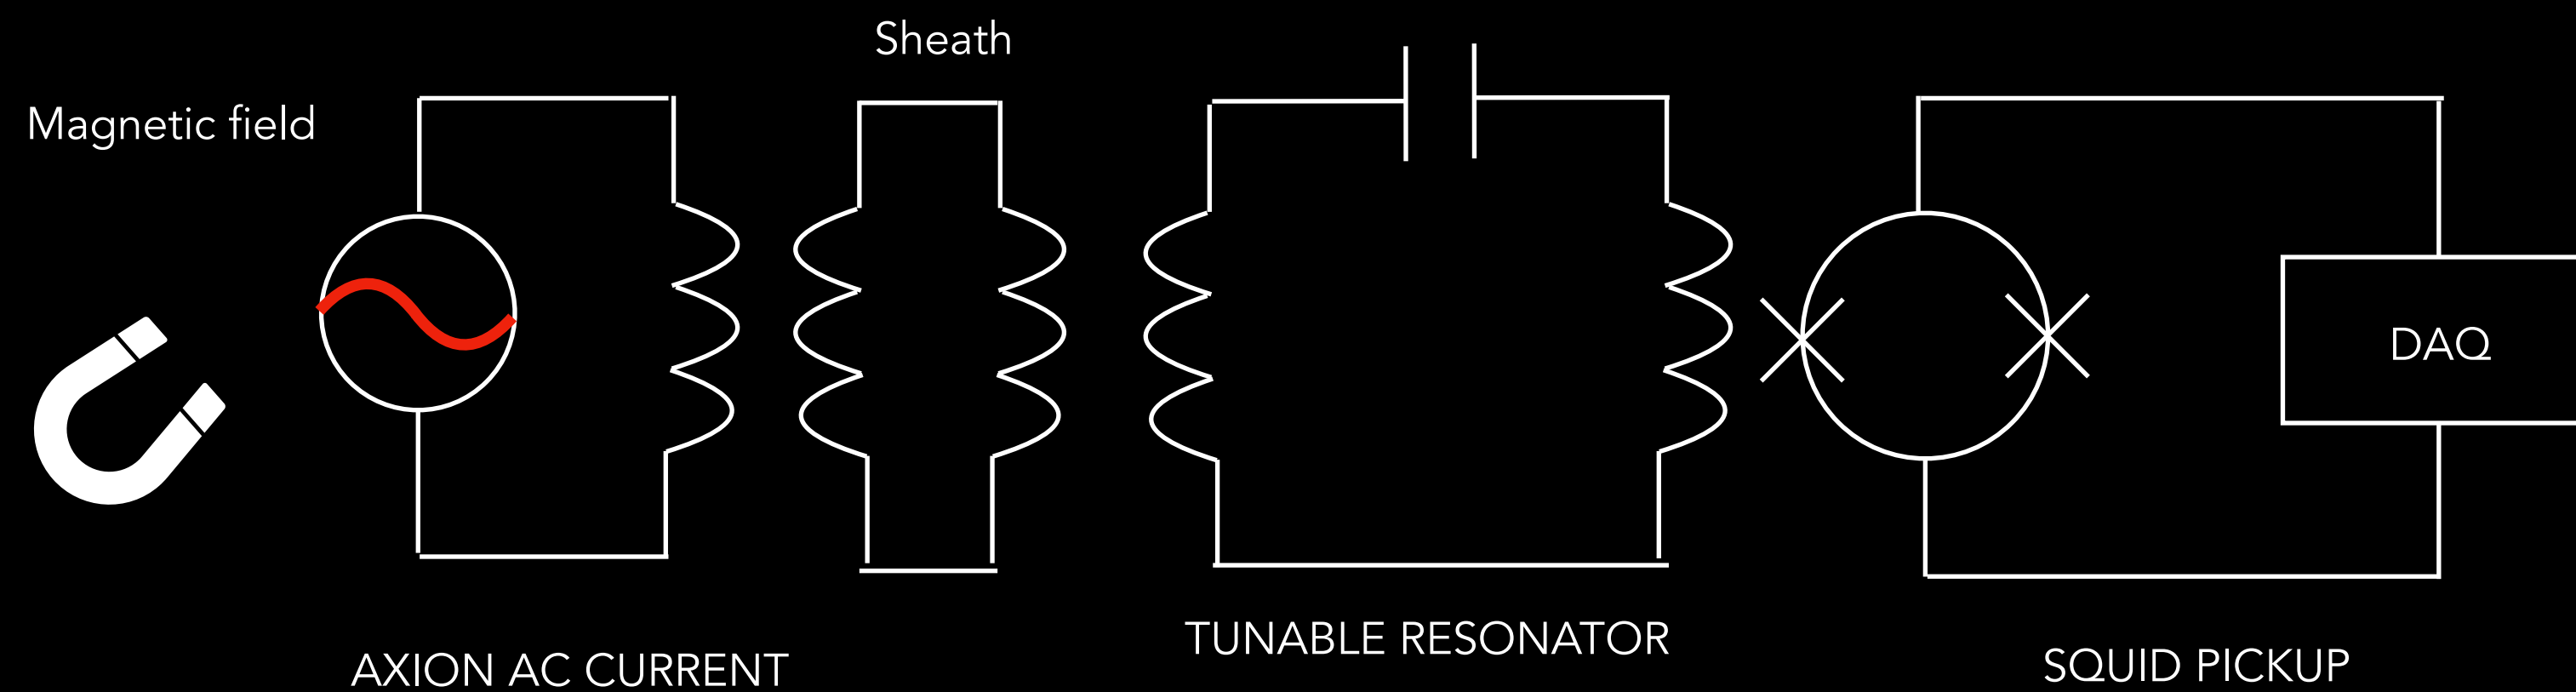 Sheath
Magnetic field
DAQ
TUNABLE RESONATOR
AXION AC CURRENT
SQUID PICKUP